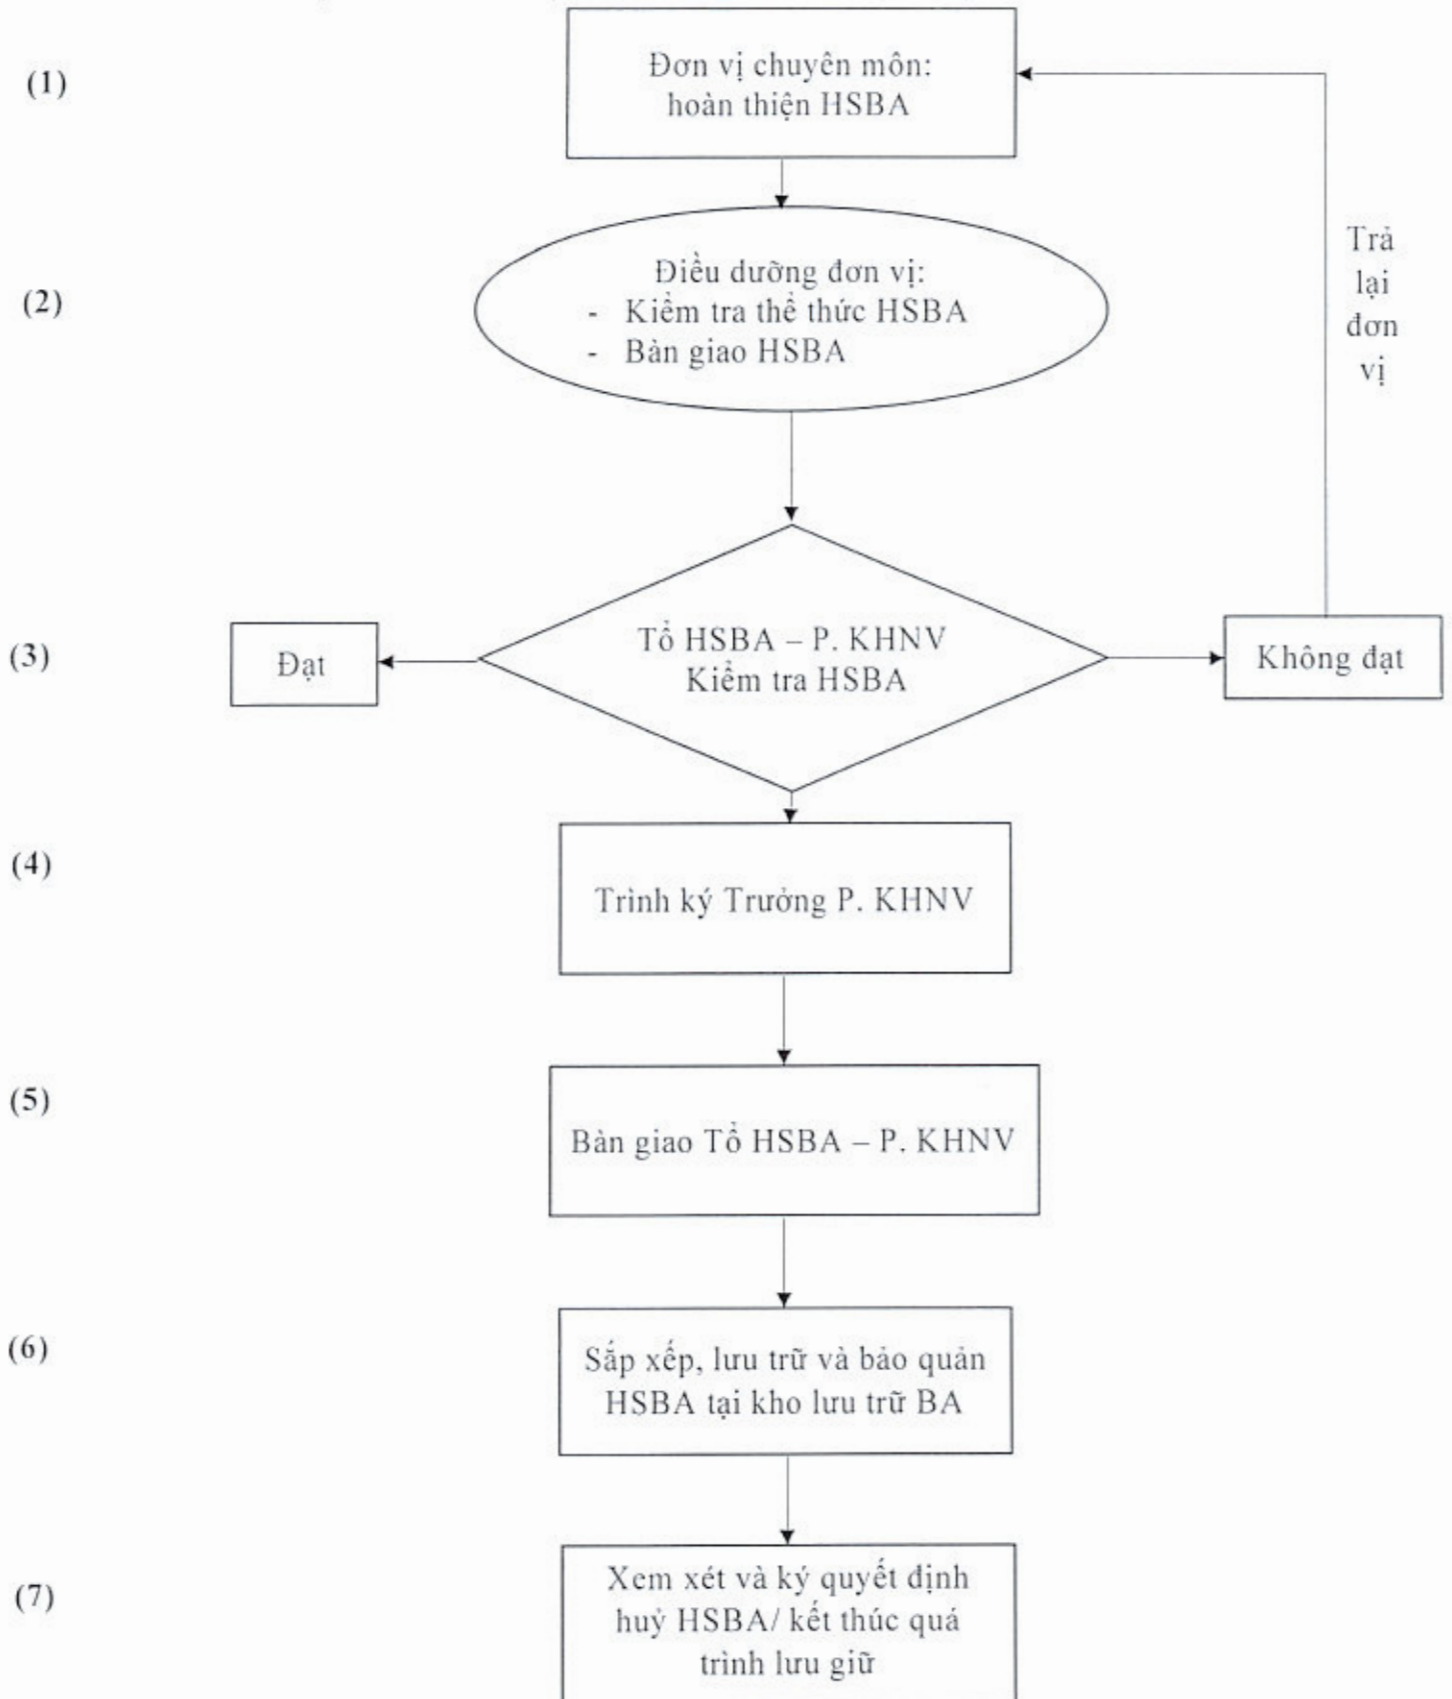 (1)
Đơn vị chuyên môn:
hoàn thiện HSBA
(2)
Điều dưỡng đơn vị:
- Kiểm tra thể thức HSBA
- Bàn giao HSBA
Trả
lại
đơn
vị
(3)
Đạt
Tổ HSBA – P. KHNV
Kiểm tra HSBA
Không đạt
(4)
Trình ký Trưởng P. KHNV
(5)
Bàn giao Tổ HSBA – P. KHNV
(6)
Sắp xếp, lưu trữ và bảo quản
HSBA tại kho lưu trữ BA
(7)
Xem xét và ký quyết định
huỷ HSBA/ kết thúc quá
trình lưu giữ